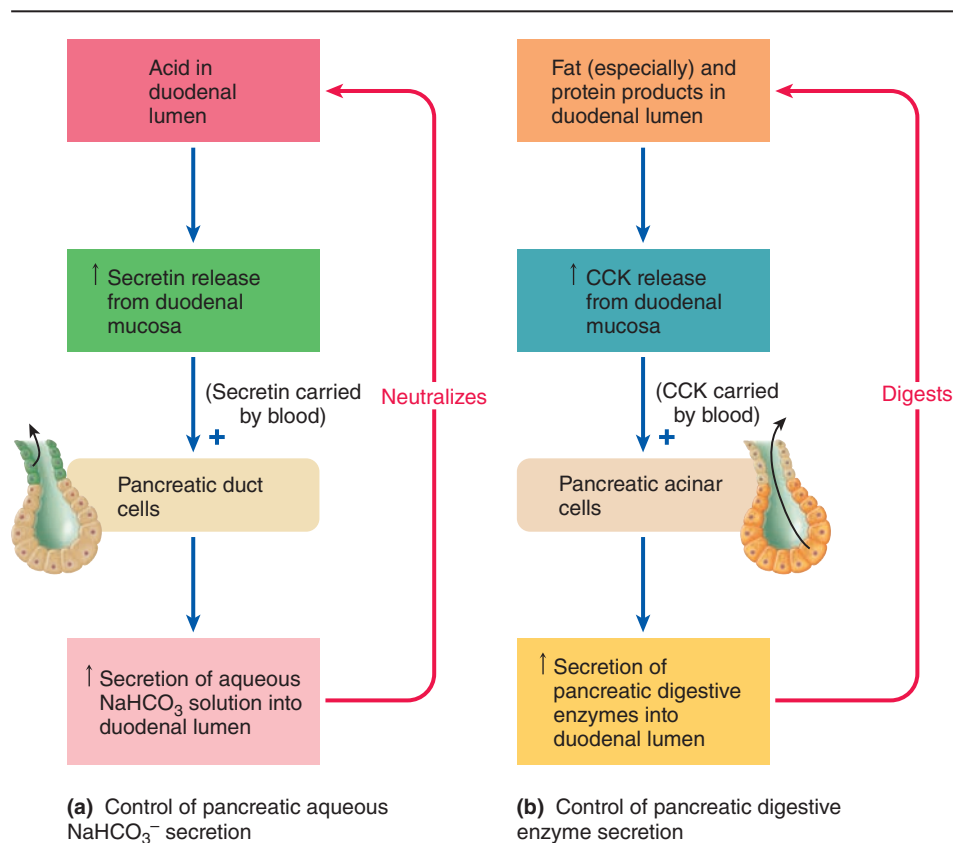 Acid in
duodenal
lumen
↑ Secretin release
from duodenal
mucosa
(Secretin carried
by blood)
+
Neutralizes
Pancreatic duct
cells
↑ Secretion of aqueous
NaHCO₃ solution into
duodenal lumen
(a) Control of pancreatic aqueous
NaHCO₃⁻ secretion
Fat (especially) and
protein products in
duodenal lumen
↑ CCK release
from duodenal
mucosa
(CCK carried
by blood)
+
Digests
Pancreatic acinar
cells
↑ Secretion of
pancreatic digestive
enzymes into
duodenal lumen
(b) Control of pancreatic digestive
enzyme secretion